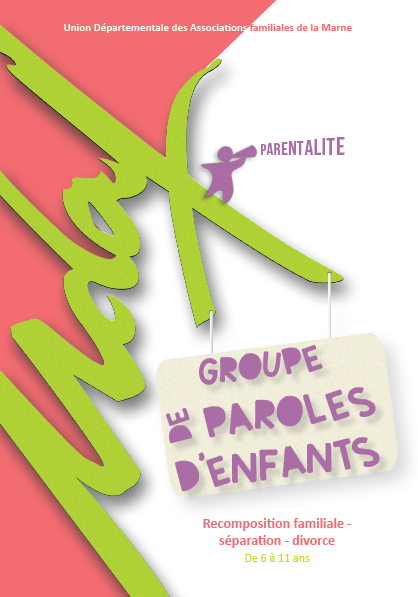 Union Départementale des Associations familiales de la Marne
Udaf
PARENTALITE
GROUPE
DE PAROLES
D'ENFANTS
Recomposition familiale -
séparation - divorce
De 6 à 11 ans